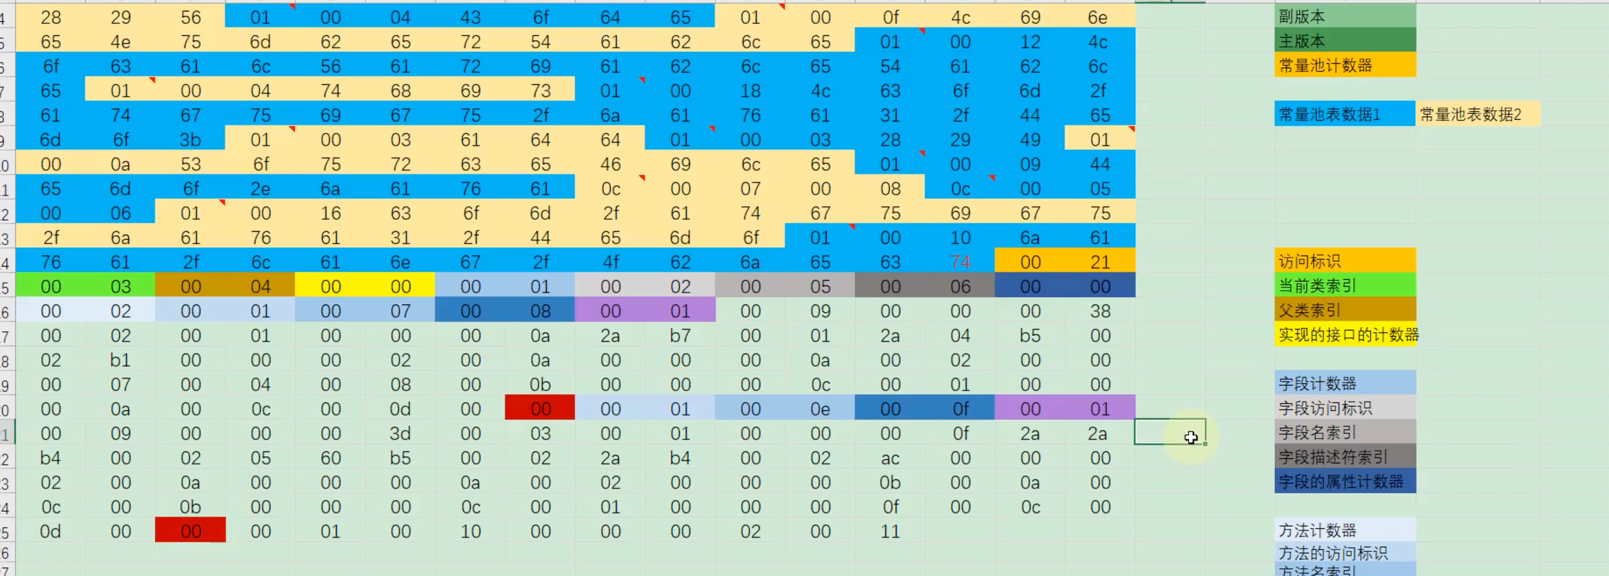 4 28 29 56 01 00 04 43 6f 64 65 01 00 0f 4c 69 6e 副版本
5 65 4e 75 6d 62 65 72 54 61 62 6c 65 01 00 12 4c 主版本
6 6f 63 61 6c 56 61 72 69 61 62 6c 65 54 61 62 6c 常量池计数器
7 65 01 00 04 74 68 69 73 01 00 18 4c 63 6f 6d 2f
8 61 74 67 75 69 67 75 2f 6a 61 76 61 31 2f 44 65 常量池表数据1 常量池表数据2
9 6d 6f 3b 01 00 03 61 64 64 01 00 03 28 29 49 01
10 00 0a 53 6f 75 72 63 65 46 69 6c 65 01 00 09 44
11 65 6d 6f 2e 6a 61 76 61 0c 00 07 00 08 0c 00 05
12 00 06 01 00 16 63 6f 6d 2f 61 74 67 75 69 67 75
13 2f 6a 61 76 61 31 2f 44 65 6d 6f 01 00 10 6a 61
14 76 61 2f 6c 61 6e 67 2f 4f 62 6a 65 63 74 00 21 访问标识
15 00 03 00 04 00 00 00 01 00 02 00 05 00 06 00 00 当前类索引
16 00 02 00 01 00 07 00 08 00 01 00 09 00 00 00 38 父类索引
17 00 02 00 01 00 00 00 0a 2a b7 00 01 2a 04 b5 00 实现的接口的计数器
18 02 b1 00 00 00 02 00 0a 00 00 00 0a 00 02 00 00
19 00 07 00 04 00 08 00 0b 00 00 00 0c 00 01 00 00 字段计数器
20 00 0a 00 0c 00 0d 00 00 00 01 00 0e 00 0f 00 01 字段访问标识
21 00 09 00 00 00 3d 00 03 00 01 00 00 00 0f 2a 2a 字段名索引
22 b4 00 02 05 60 b5 00 02 2a b4 00 02 ac 00 00 00 字段描述符索引
23 02 00 0a 00 00 00 0a 00 02 00 00 00 0b 00 0a 00 字段的属性计数器
24 0c 00 0b 00 00 00 0c 00 01 00 00 00 0f 00 0c 00
25 0d 00 00 00 01 00 10 00 00 00 02 00 11 方法计数器
26 方法的访问标识
27 方法名索引